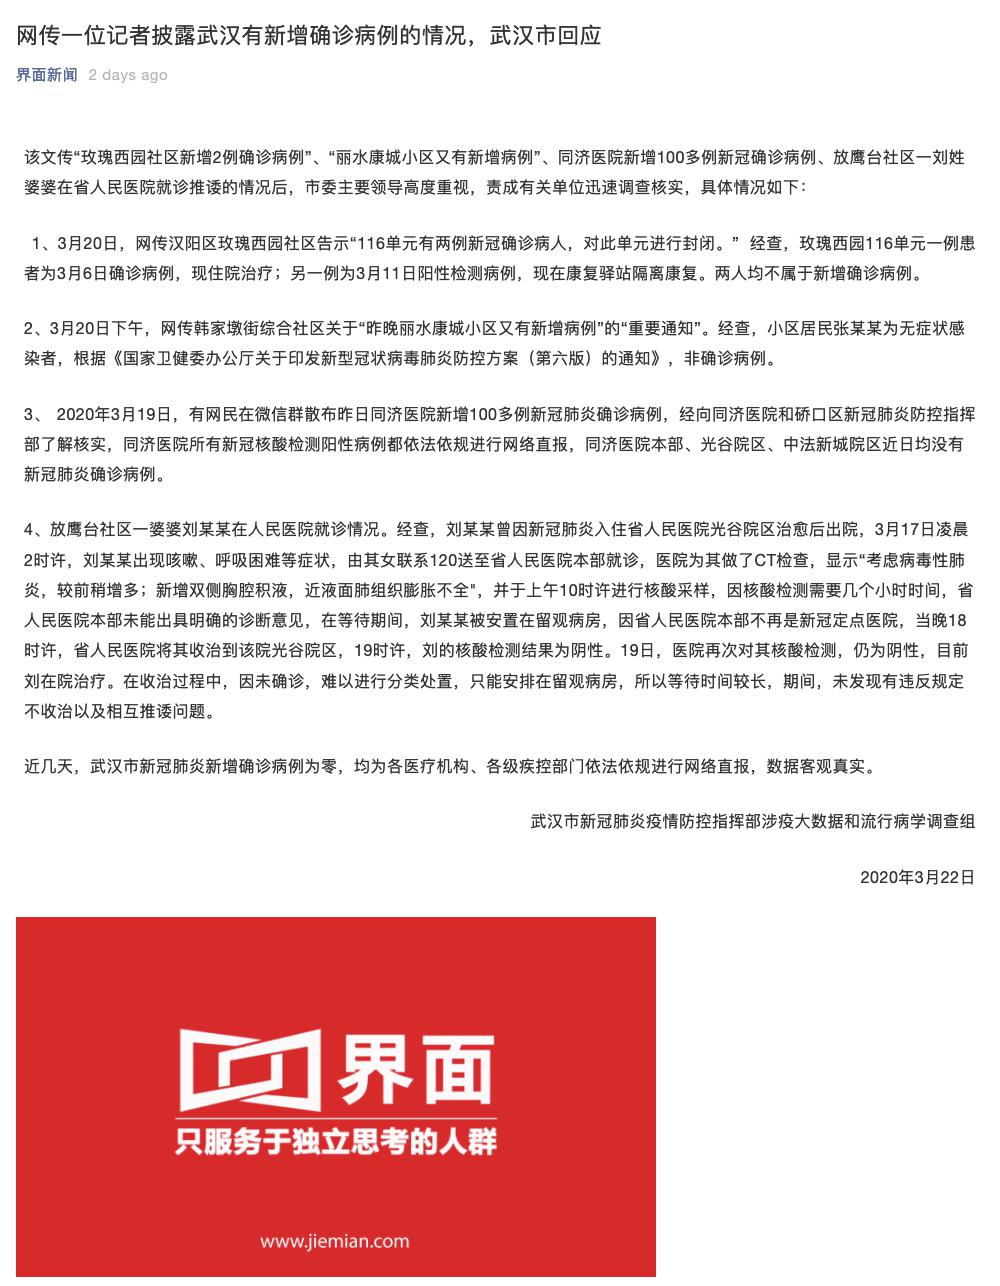 网传一位记者披露武汉有新增确诊病例的情况，武汉市回应
界面新闻 2 days ago
该文传“玫瑰西园社区新增2例确诊病例”、“丽水康城小区又有新增病例”、同济医院新增100多例新冠确诊病例、放鹰台社区一刘姓
婆婆在省人民医院就诊推诿的情况后，市委主要领导高度重视，责成有关单位迅速调查核实，具体情况如下：
1、3月20日，网传汉阳区玫瑰西园社区告示“116单元有两例新冠确诊病人，对此单元进行封闭。” 经查，玫瑰西园116单元一例患
者为3月6日确诊病例，现住院治疗；另一例为3月11日阳性检测病例，现在康复驿站隔离康复。两人均不属于新增确诊病例。
2、3月20日下午，网传韩家墩街综合社区关于“昨晚丽水康城小区又有新增病例”的“重要通知”。经查，小区居民张某某为无症状感
染者，根据《国家卫健委办公厅关于印发新型冠状病毒肺炎防控方案（第六版）的通知》，非确诊病例。
3、 2020年3月19日，有网民在微信群散布昨日同济医院新增100多例新冠肺炎确诊病例，经向同济医院和硚口区新冠肺炎防控指挥
部了解核实，同济医院所有新冠核酸检测阳性病例都依法依规进行网络直报，同济医院本部、光谷院区、中法新城院区近日均没有
新冠肺炎确诊病例。
4、放鹰台社区一婆婆刘某某在人民医院就诊情况。经查，刘某某曾因新冠肺炎入住省人民医院光谷院区治愈后出院，3月17日凌晨
2时许，刘某某出现咳嗽、呼吸困难等症状，由其女联系120送至省人民医院本部就诊，医院为其做了CT检查，显示“考虑病毒性肺
炎，较前稍增多；新增双侧胸腔积液，近液面肺组织膨胀不全"，并于上午10时许进行核酸采样，因核酸检测需要几个小时时间，省
人民医院本部未能出具明确的诊断意见，在等待期间，刘某某被安置在留观病房，因省人民医院本部不再是新冠定点医院，当晚18
时许，省人民医院将其收治到该院光谷院区，19时许，刘的核酸检测结果为阴性。19日，医院再次对其核酸检测，仍为阴性，目前
刘在院治疗。在收治过程中，因未确诊，难以进行分类处置，只能安排在留观病房，所以等待时间较长，期间，未发现有违反规定
不收治以及相互推诿问题。
近几天，武汉市新冠肺炎新增确诊病例为零，均为各医疗机构、各级疾控部门依法依规进行网络直报，数据客观真实。
武汉市新冠肺炎疫情防控指挥部涉疫大数据和流行病学调查组
2020年3月22日
界面
只服务于独立思考的人群
www.jiemian.com